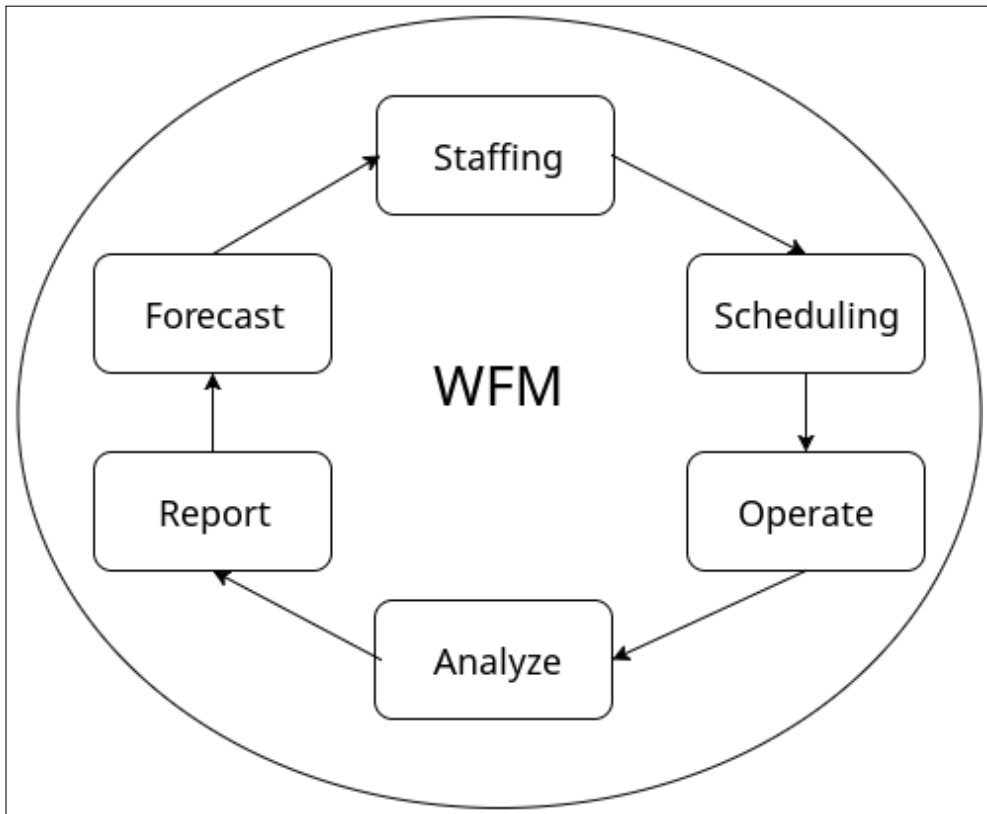 Staffing
Forecast
Scheduling
WFM
Report
Operate
Analyze